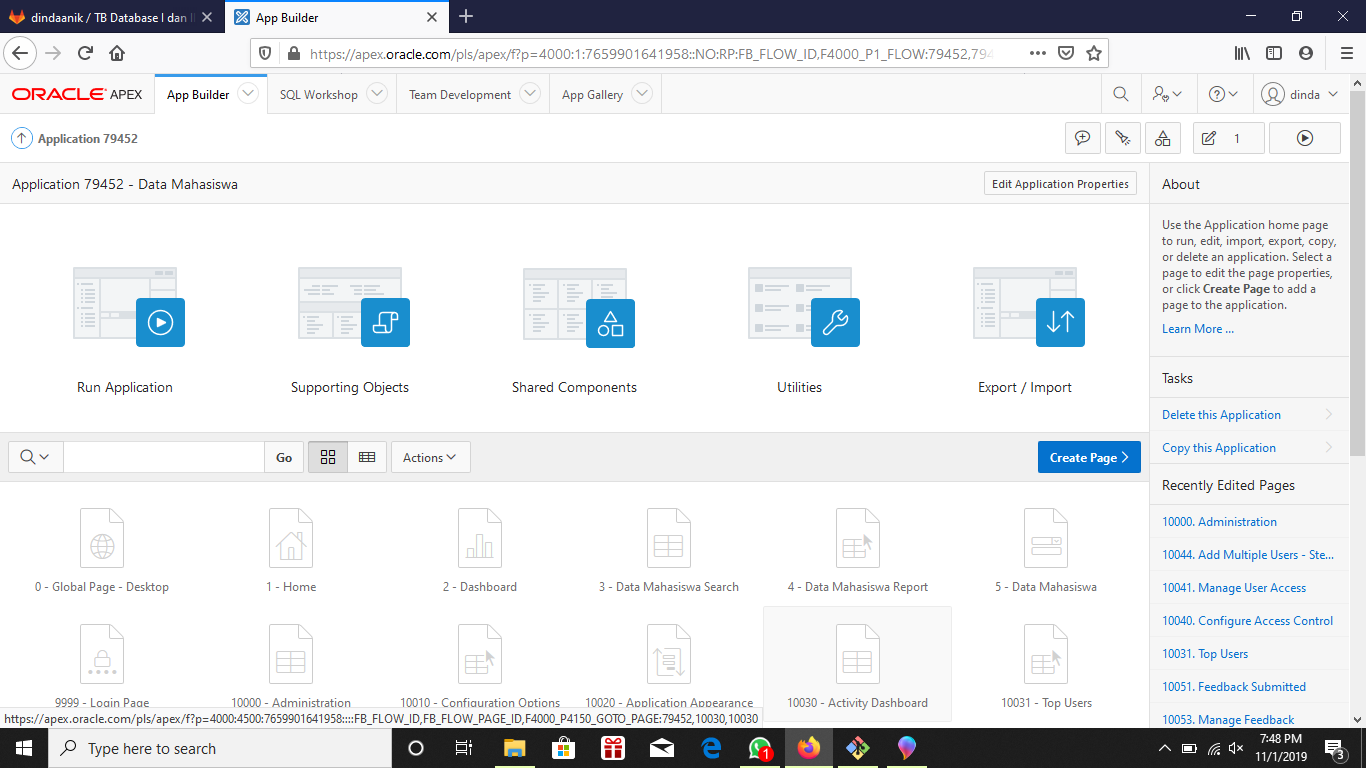 dindaanik / TB Database I dan I
App Builder
https://apex.oracle.com/pls/apex/f?p=4000:1:7659901641958::NO:RP:FB_FLOW_ID,F4000_P1_FLOW:79452,794
ORACLE APEX
App Builder
SQL Workshop
Team Development
App Gallery
dinda
Application 79452
1
Application 79452 - Data Mahasiswa
Edit Application Properties
Run Application
Supporting Objects
Shared Components
Utilities
Export / Import
Go
Actions
Create Page
0 - Global Page - Desktop
1 - Home
2 - Dashboard
3 - Data Mahasiswa Search
4 - Data Mahasiswa Report
5 - Data Mahasiswa
9999 - Login Page
10000 - Administration
10010 - Configuration Options
10020 - Application Appearance
10030 - Activity Dashboard
10031 - Top Users
About
Use the Application home page
to run, edit, import, export, copy,
or delete an application. Select a
page to edit the page properties,
or click Create Page to add a
page to the application.
Learn More ...
Tasks
Delete this Application
Copy this Application
Recently Edited Pages
10000. Administration
10044. Add Multiple Users - Ste...
10041. Manage User Access
10040. Configure Access Control
10031. Top Users
10051. Feedback Submitted
10053. Manage Feedback
https://apex.oracle.com/pls/apex/f?p=4000:4500:7659901641958::::FB_FLOW_ID,FB_FLOW_PAGE_ID,F4000_P4150_GOTO_PAGE:79452,10030,10030
Type here to search
1
7:48 PM
11/1/2019
3